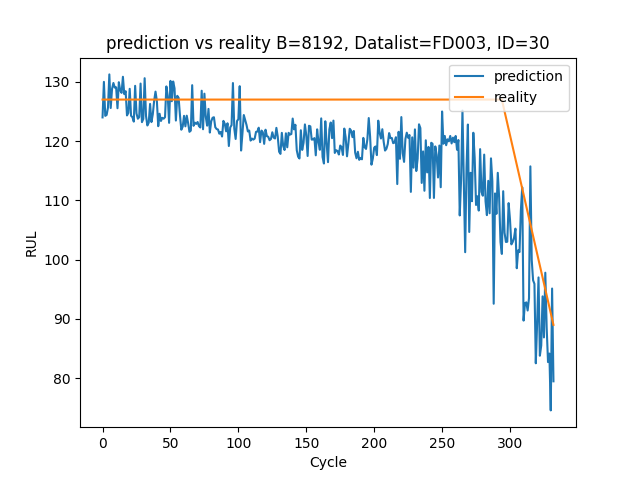 prediction vs reality B=8192, Datalist=FD003, ID=30
prediction
reality
RUL
130
120
110
100
90
80
0 50 100 150 200 250 300
Cycle